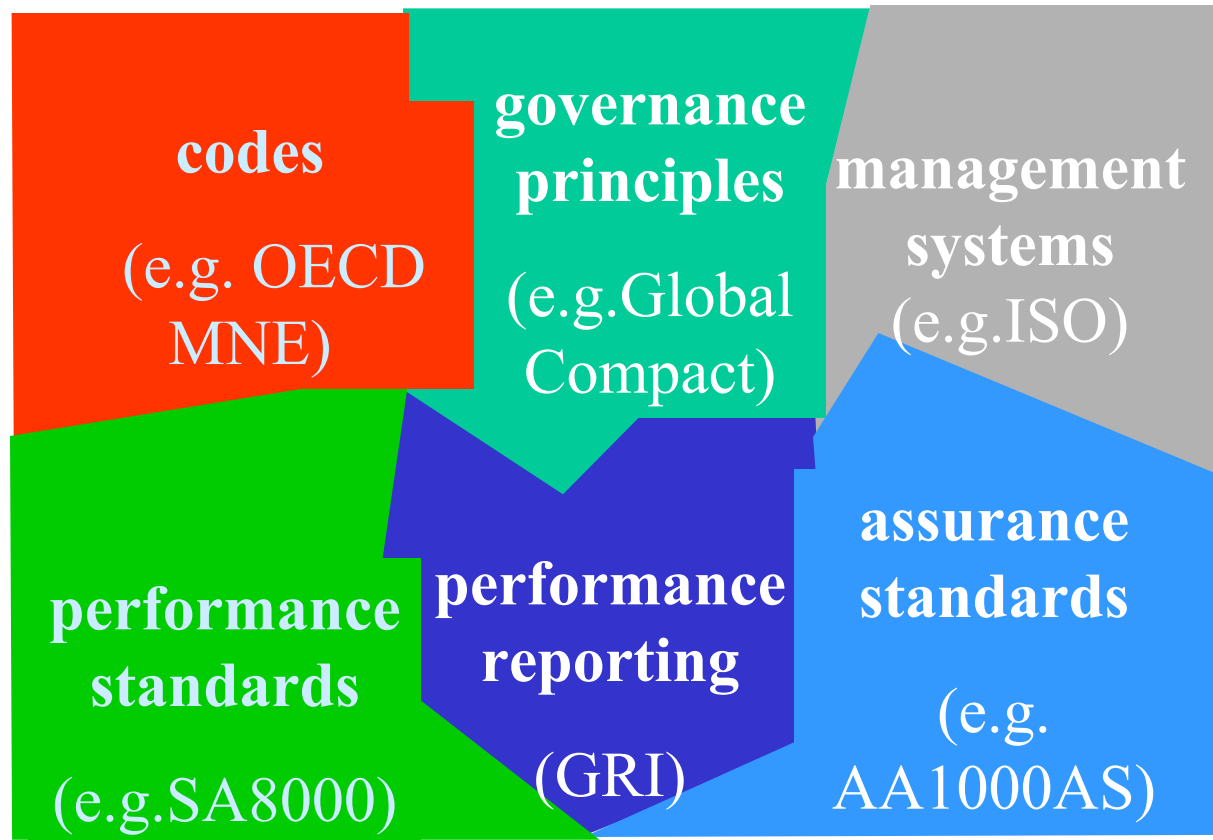 codes
(e.g. OECD
MNE)
governance
principles
(e.g.Global
Compact)
management
systems
(e.g.ISO)
performance
standards
(e.g.SA8000)
performance
reporting
(GRI)
assurance
standards
(e.g.
AA1000AS)